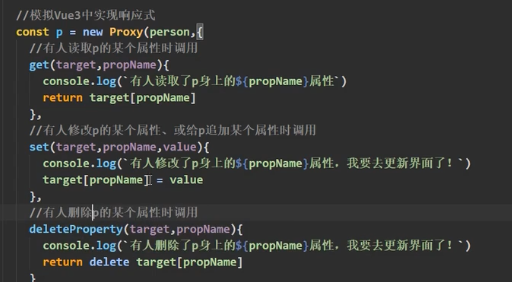 //模拟Vue3中实现响应式
const p = new Proxy(person,{
//有人读取p的某个属性时调用
get(target,propName){
console.log(`有人读取了p身上的${propName}属性`)
return target[propName]
},
//有人修改p的某个属性、或给p追加某个属性时调用
set(target,propName,value){
console.log(`有人修改了p身上的${propName}属性，我要去更新界面了！`)
target[propName] = value
},
//有人删除p的某个属性时调用
deleteProperty(target,propName){
console.log(`有人删除了p身上的${propName}属性，我要去更新界面了！`)
return delete target[propName]
}